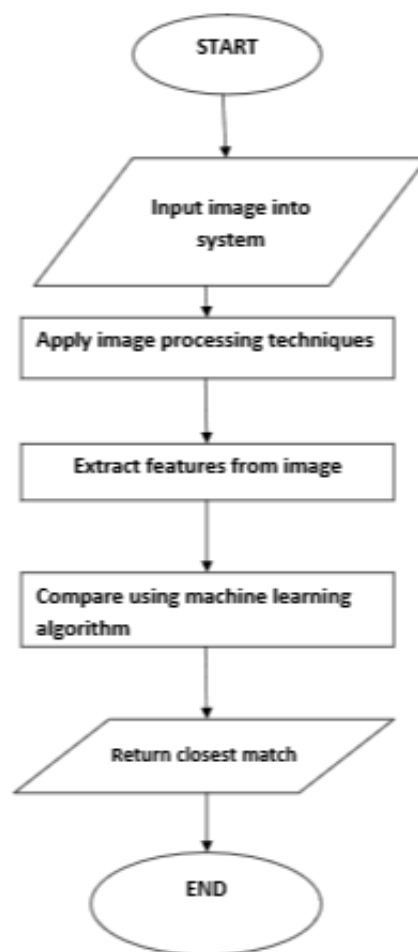 START
Input image into
system
Apply image processing techniques
Extract features from image
Compare using machine learning
algorithm
Return closest match
END